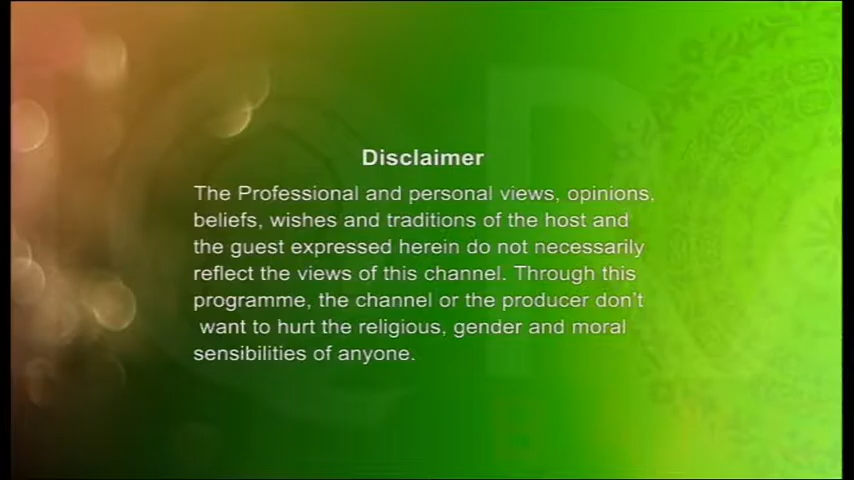 Disclaimer
The Professional and personal views, opinions,
beliefs, wishes and traditions of the host and
the guest expressed herein do not necessarily
reflect the views of this channel. Through this
programme, the channel or the producer don't
want to hurt the religious, gender and moral
sensibilities of anyone.